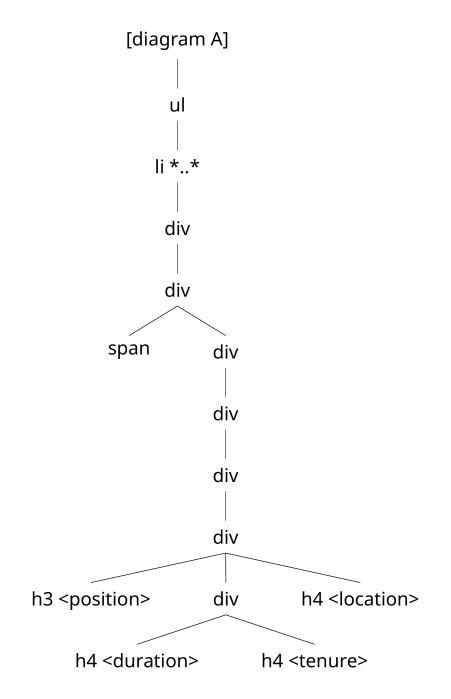 [diagram A]
ul
li *..*
div
div
span div
div
div
div
h3 <position> div h4 <location>
h4 <duration> h4 <tenure>